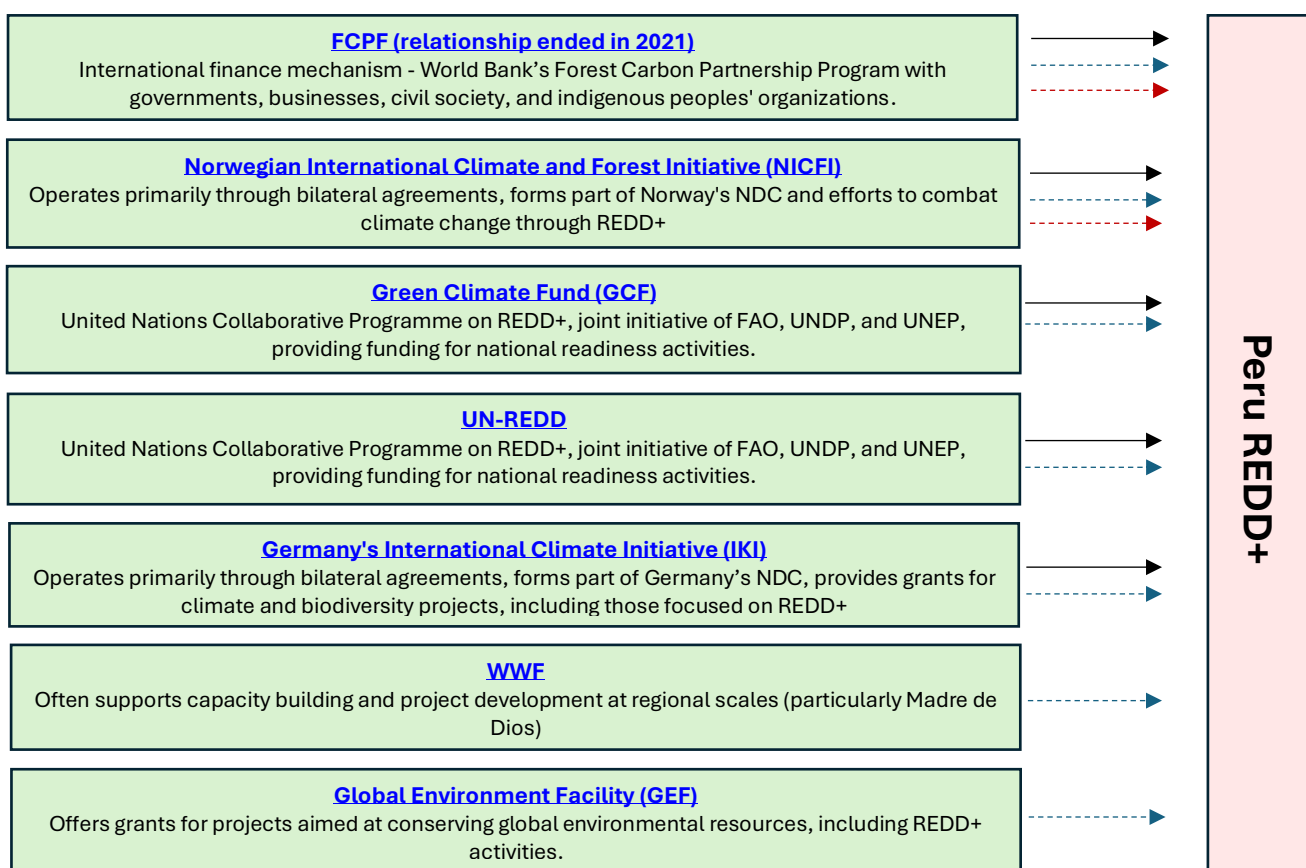 FCPF (relationship ended in 2021)
International finance mechanism - World Bank’s Forest Carbon Partnership Program with
governments, businesses, civil society, and indigenous peoples' organizations.
Norwegian International Climate and Forest Initiative (NICFI)
Operates primarily through bilateral agreements, forms part of Norway's NDC and efforts to combat
climate change through REDD+
Green Climate Fund (GCF)
United Nations Collaborative Programme on REDD+, joint initiative of FAO, UNDP, and UNEP,
providing funding for national readiness activities.
UN-REDD
United Nations Collaborative Programme on REDD+, joint initiative of FAO, UNDP, and UNEP,
providing funding for national readiness activities.
Germany's International Climate Initiative (IKI)
Operates primarily through bilateral agreements, forms part of Germany’s NDC, provides grants for
climate and biodiversity projects, including those focused on REDD+
WWF
Often supports capacity building and project development at regional scales (particularly Madre de
Dios)
Global Environment Facility (GEF)
Offers grants for projects aimed at conserving global environmental resources, including REDD+
activities.
Peru REDD+